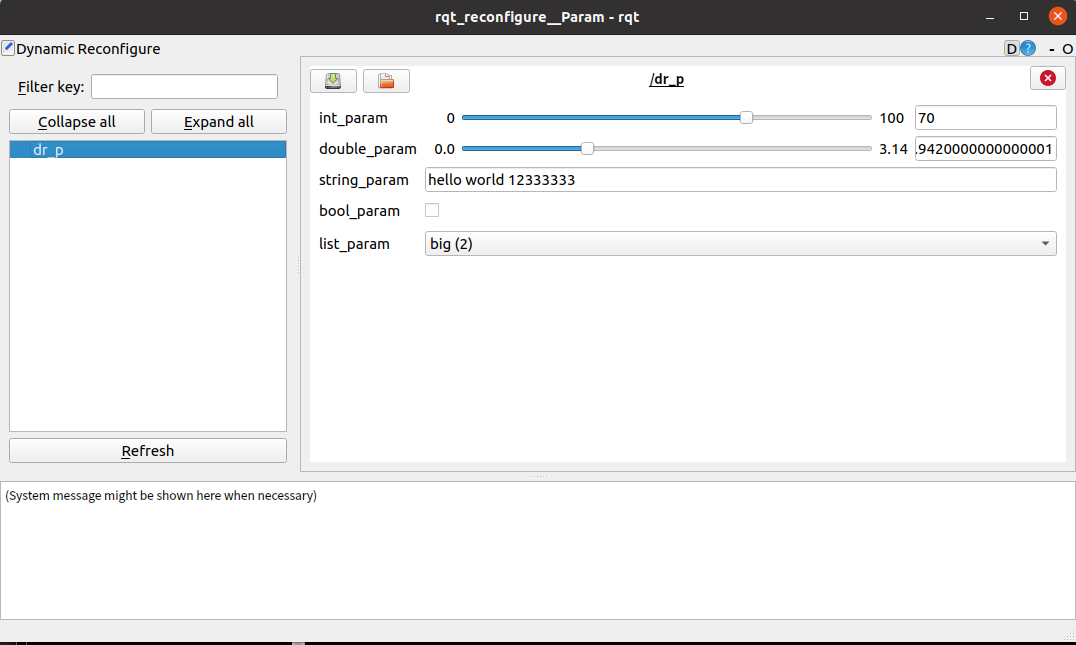 rqt_reconfigure__Param - rqt
Dynamic Reconfigure
D ? - O
Filter key:
Collapse all Expand all
dr_p
Refresh
/dr_p
int_param 0 100 70
double_param 0.0 3.14 .9420000000000001
string_param hello world 12333333
bool_param
list_param big (2)
(System message might be shown here when necessary)